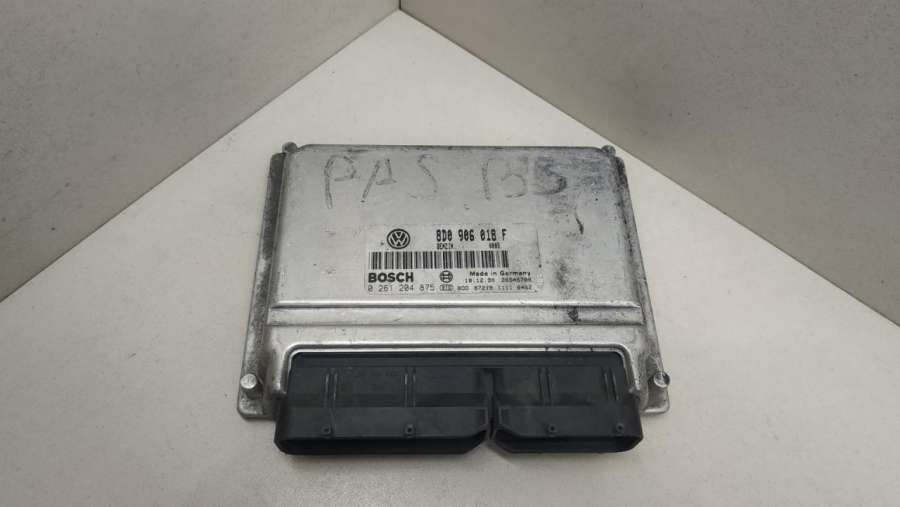 PAS B5
8D0 906 018 F
BENZIN
BOSCH Made in Germany
0 261 204 875